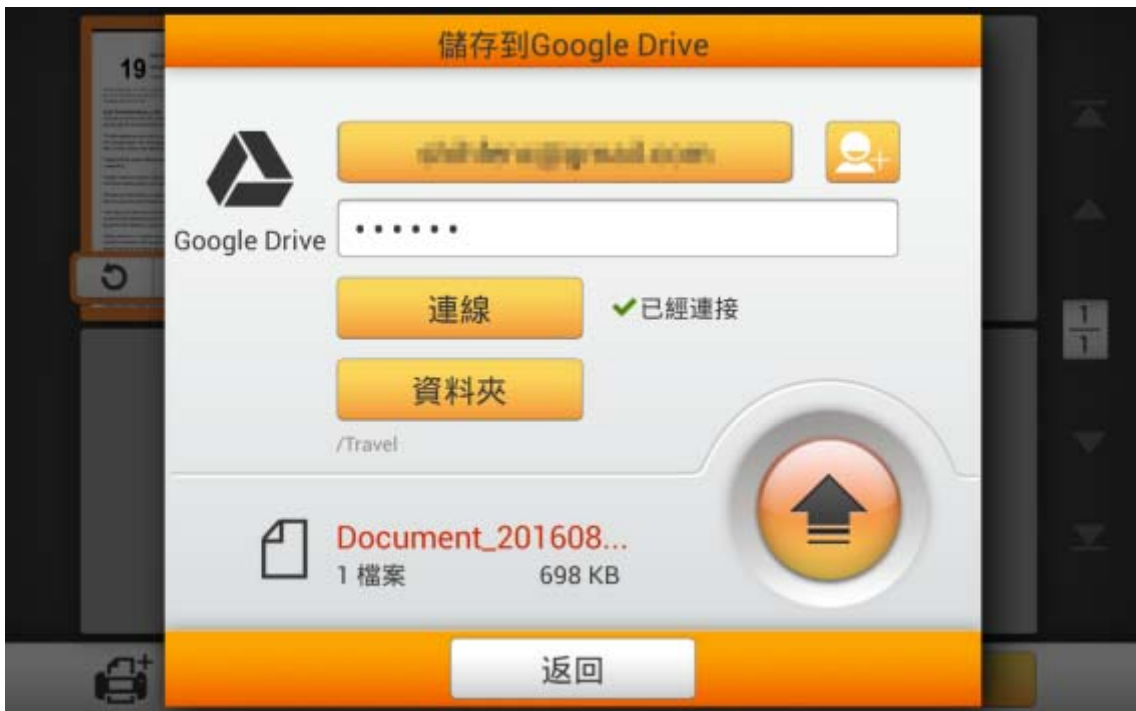 儲存到Google Drive
19
Google Drive
••••••
連線
已經連接
資料夾
/Travel
1
1
Document_201608...
1 檔案 698 KB
返回